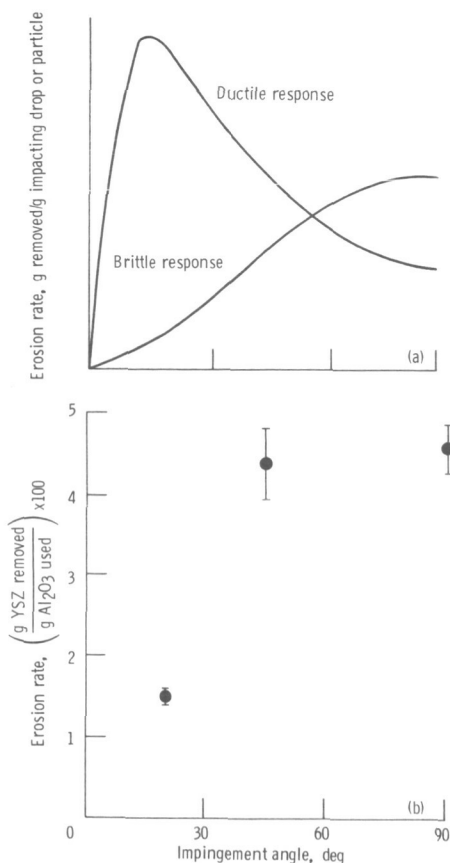 Erosion rate, g removed/g impacting drop or particle
Ductile response
Brittle response
(a)
Erosion rate, (g YSZ removed / g Al2O3 used) x100
5
4
3
2
1
0
30
60
90
(b)
Impingement angle, deg